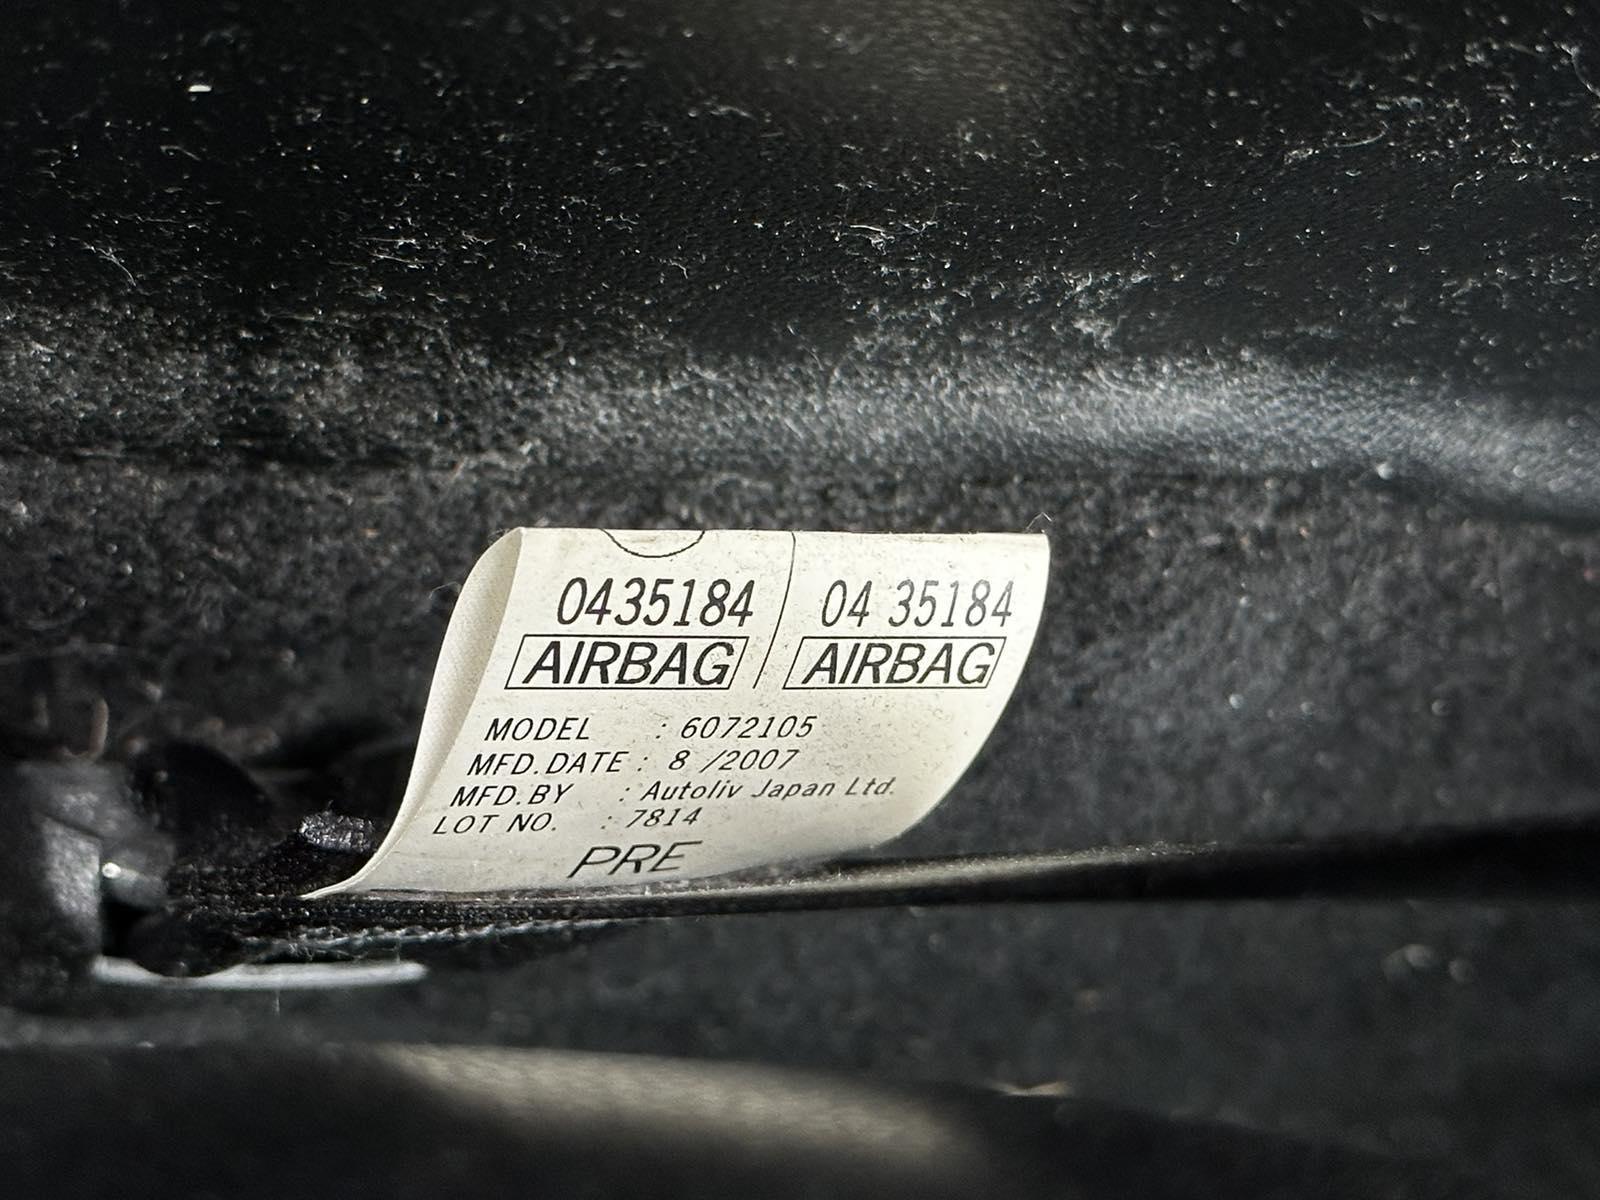 0435184 04 35184
AIRBAG AIRBAG
MODEL : 6072105
MFD.DATE : 8 /2007
MFD.BY : Autoliv Japan Ltd.
LOT NO. : 7814
PRE